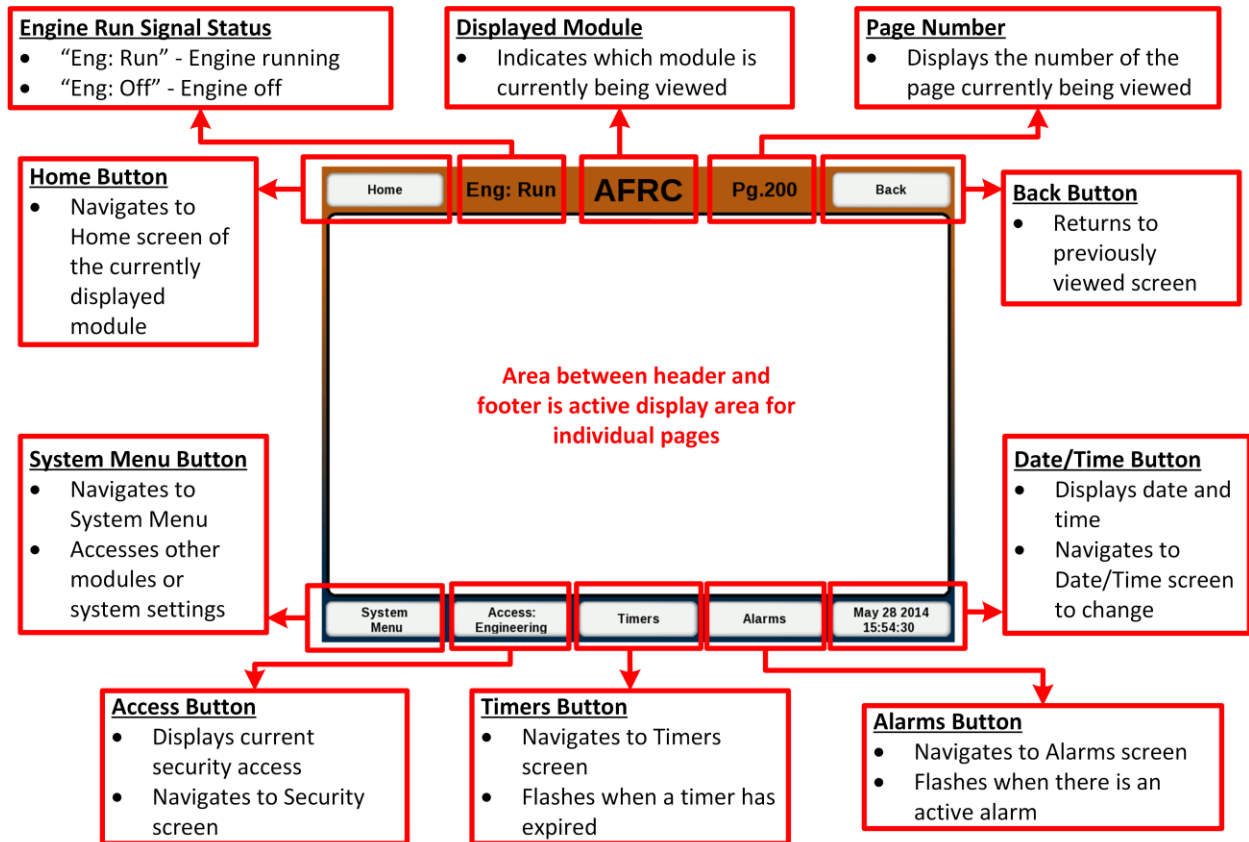 Engine Run Signal Status
• “Eng: Run” - Engine running
• “Eng: Off” - Engine off
Displayed Module
• Indicates which module is
currently being viewed
Page Number
• Displays the number of the
page currently being viewed
Home Button
• Navigates to
Home screen of
the currently
displayed
module
Home
Eng: Run
AFRC
Pg.200
Back
Back Button
• Returns to
previously
viewed screen
Area between header and
footer is active display area for
individual pages
System Menu Button
• Navigates to
System Menu
• Accesses other
modules or
system settings
Date/Time Button
• Displays date and
time
• Navigates to
Date/Time screen
to change
System
Menu
Access:
Engineering
Timers
Alarms
May 28 2014
15:54:30
Access Button
• Displays current
security access
• Navigates to Security
screen
Timers Button
• Navigates to Timers
screen
• Flashes when a timer has
expired
Alarms Button
• Navigates to Alarms screen
• Flashes when there is an
active alarm